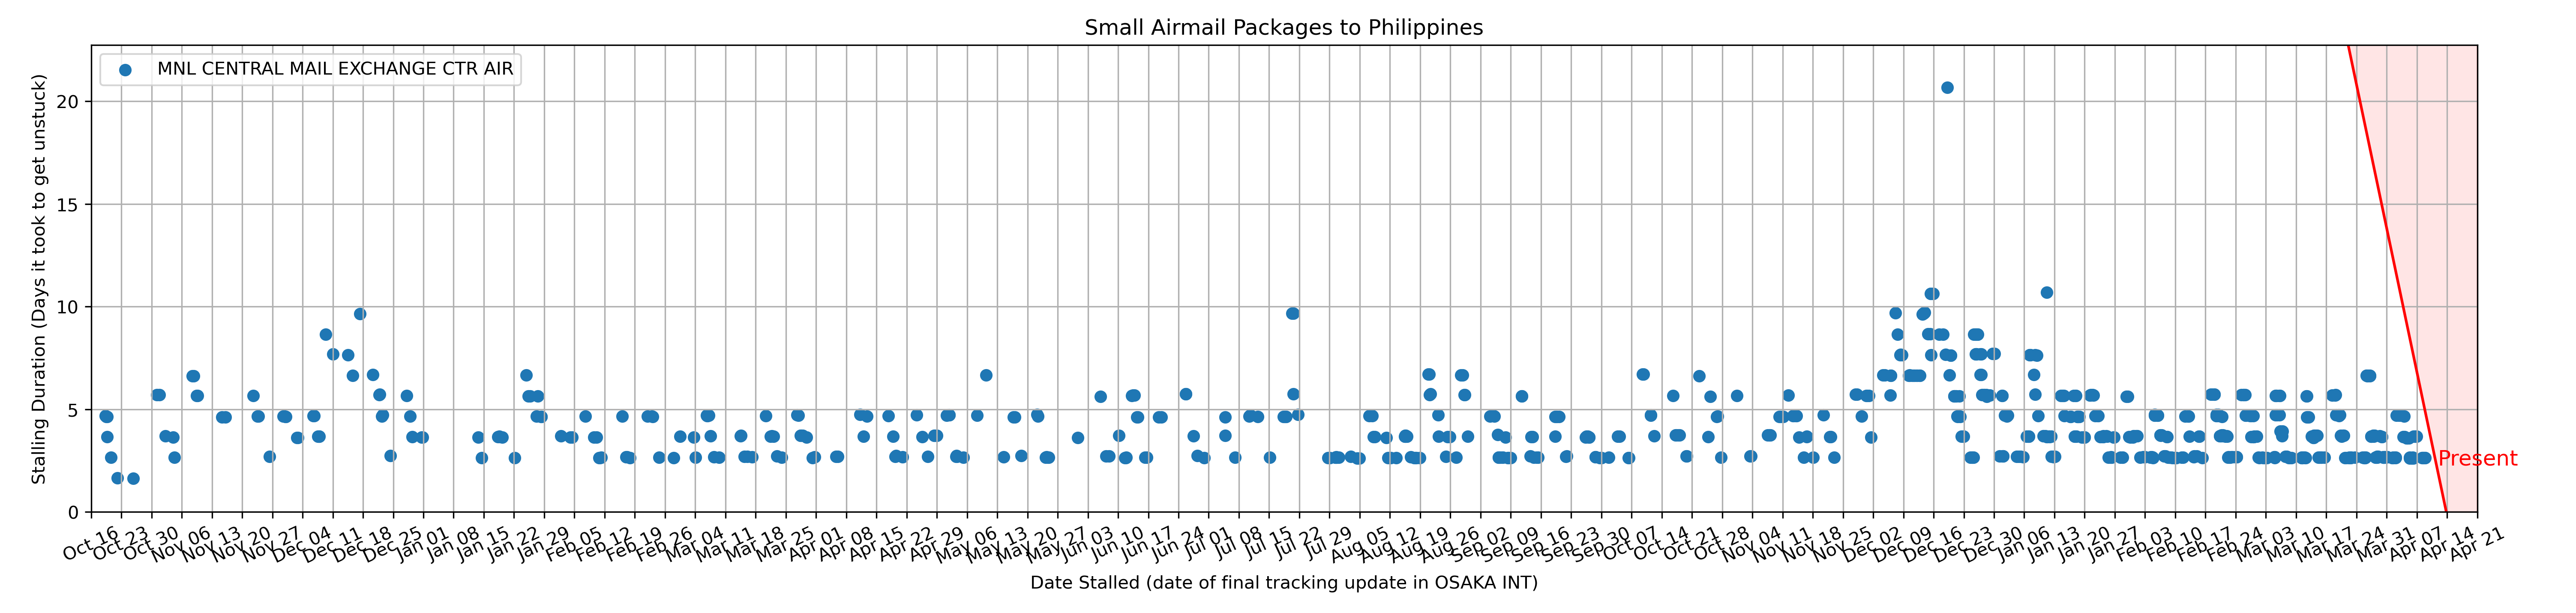 Small Airmail Packages to Philippines
MNL CENTRAL MAIL EXCHANGE CTR AIR
Stalling Duration (Days it took to get unstuck)
20
15
10
5
0
Present
Oct 16
Oct 23
Oct 30
Nov 06
Nov 13
Nov 20
Nov 27
Dec 04
Dec 11
Dec 18
Dec 25
Jan 01
Jan 08
Jan 15
Jan 22
Jan 29
Feb 05
Feb 12
Feb 19
Feb 26
Mar 04
Mar 11
Mar 18
Mar 25
Apr 01
Apr 08
Apr 15
Apr 22
Apr 29
May 06
May 13
May 20
May 27
Jun 03
Jun 10
Jun 17
Jun 24
Jul 01
Jul 08
Jul 15
Jul 22
Jul 29
Aug 05
Aug 12
Aug 19
Aug 26
Sep 02
Sep 09
Sep 16
Sep 23
Sep 30
Oct 07
Oct 14
Oct 21
Oct 28
Nov 04
Nov 11
Nov 18
Nov 25
Dec 02
Dec 09
Dec 16
Dec 23
Dec 30
Jan 06
Jan 13
Jan 20
Jan 27
Feb 03
Feb 10
Feb 17
Feb 24
Mar 03
Mar 10
Mar 17
Mar 24
Mar 31
Apr 07
Apr 14
Apr 21
Date Stalled (date of final tracking update in OSAKA INT)